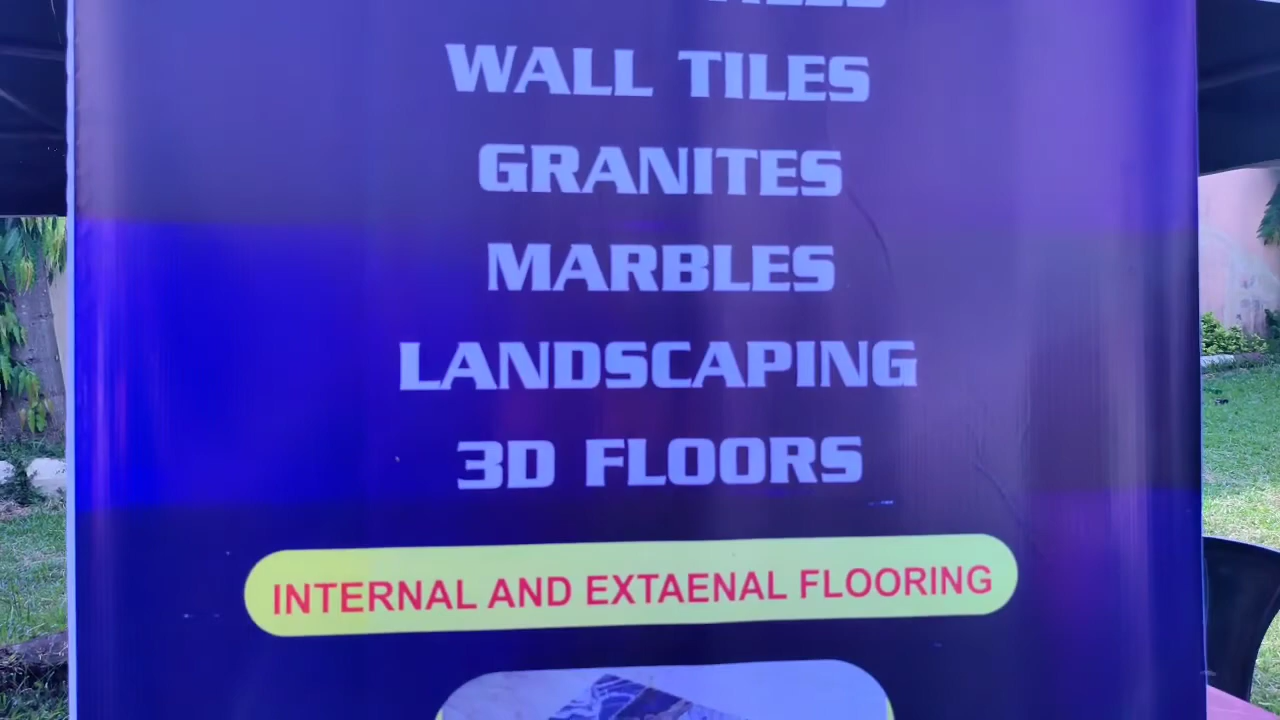 WALL TILES
GRANITES
MARBLES
LANDSCAPING
3D FLOORS
INTERNAL AND EXTAENAL FLOORING